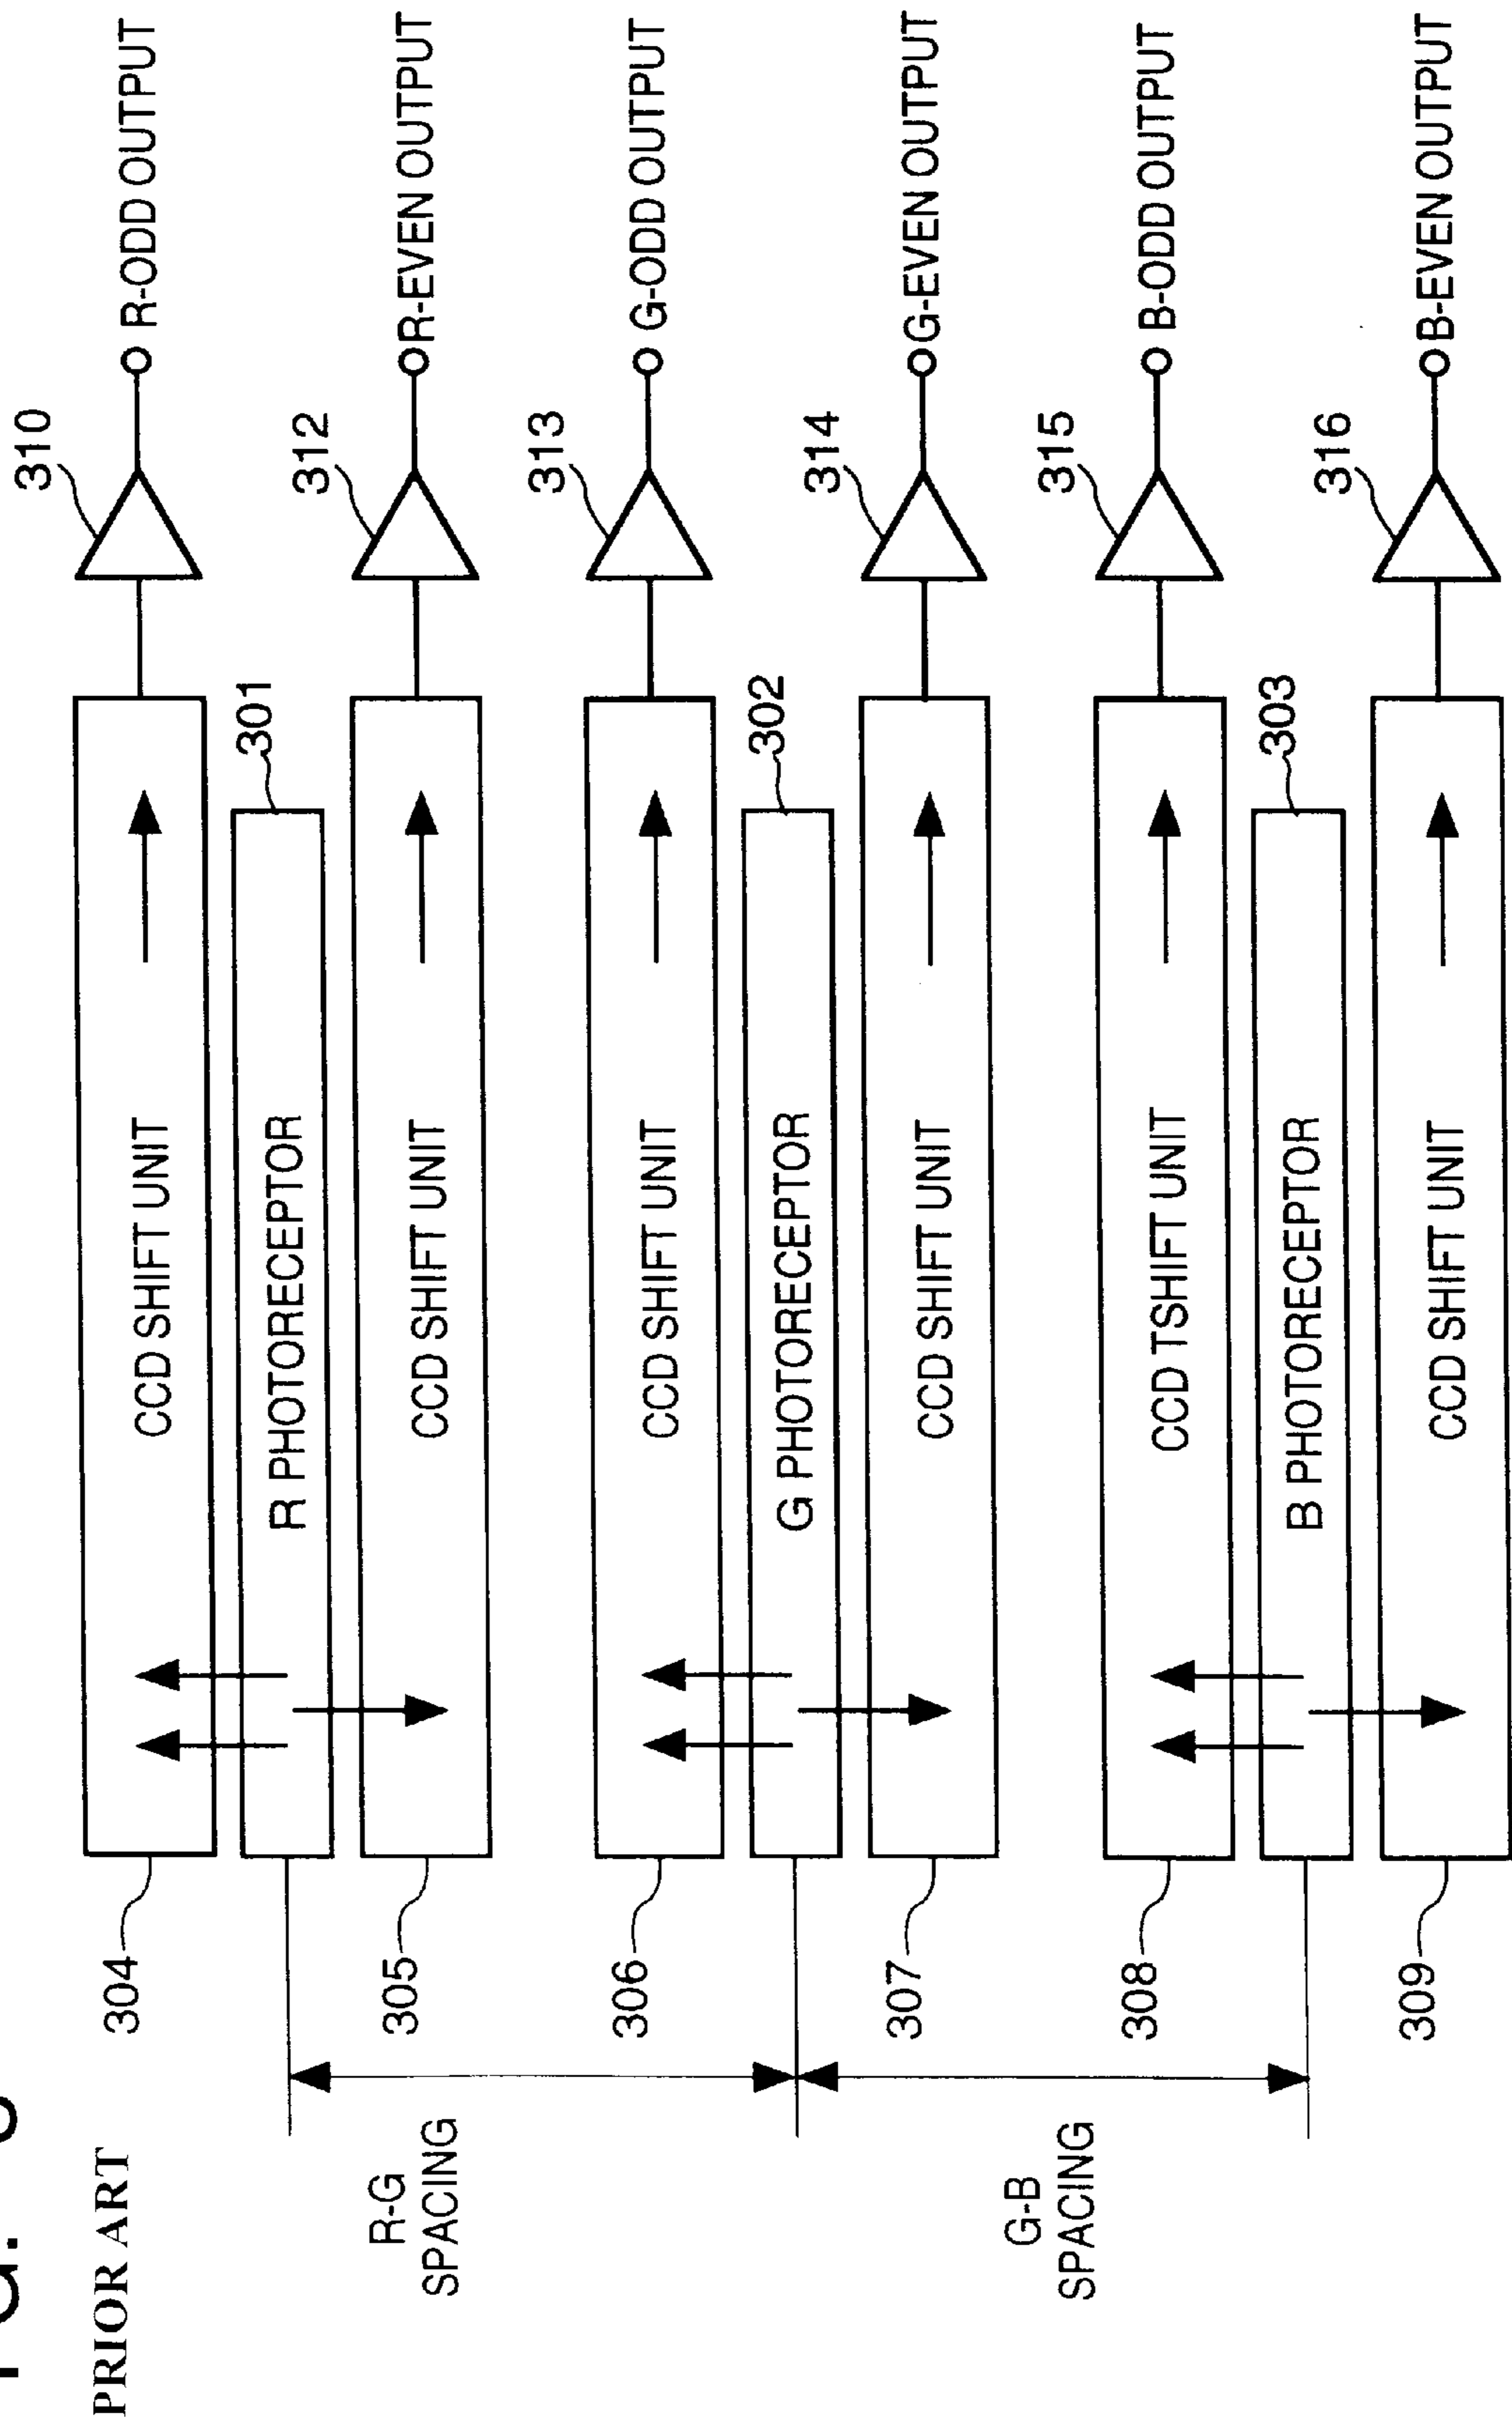 PRIOR ART
304
CCD SHIFT UNIT
310
R-ODD OUTPUT
R PHOTORECEPTOR
301
305
CCD SHIFT UNIT
312
R-EVEN OUTPUT
R-G
SPACING
306
CCD SHIFT UNIT
313
G-ODD OUTPUT
G PHOTORECEPTOR
302
307
CCD SHIFT UNIT
314
G-EVEN OUTPUT
G-B
SPACING
308
CCD TSHIFT UNIT
315
B-ODD OUTPUT
B PHOTORECEPTOR
303
309
CCD SHIFT UNIT
316
B-EVEN OUTPUT